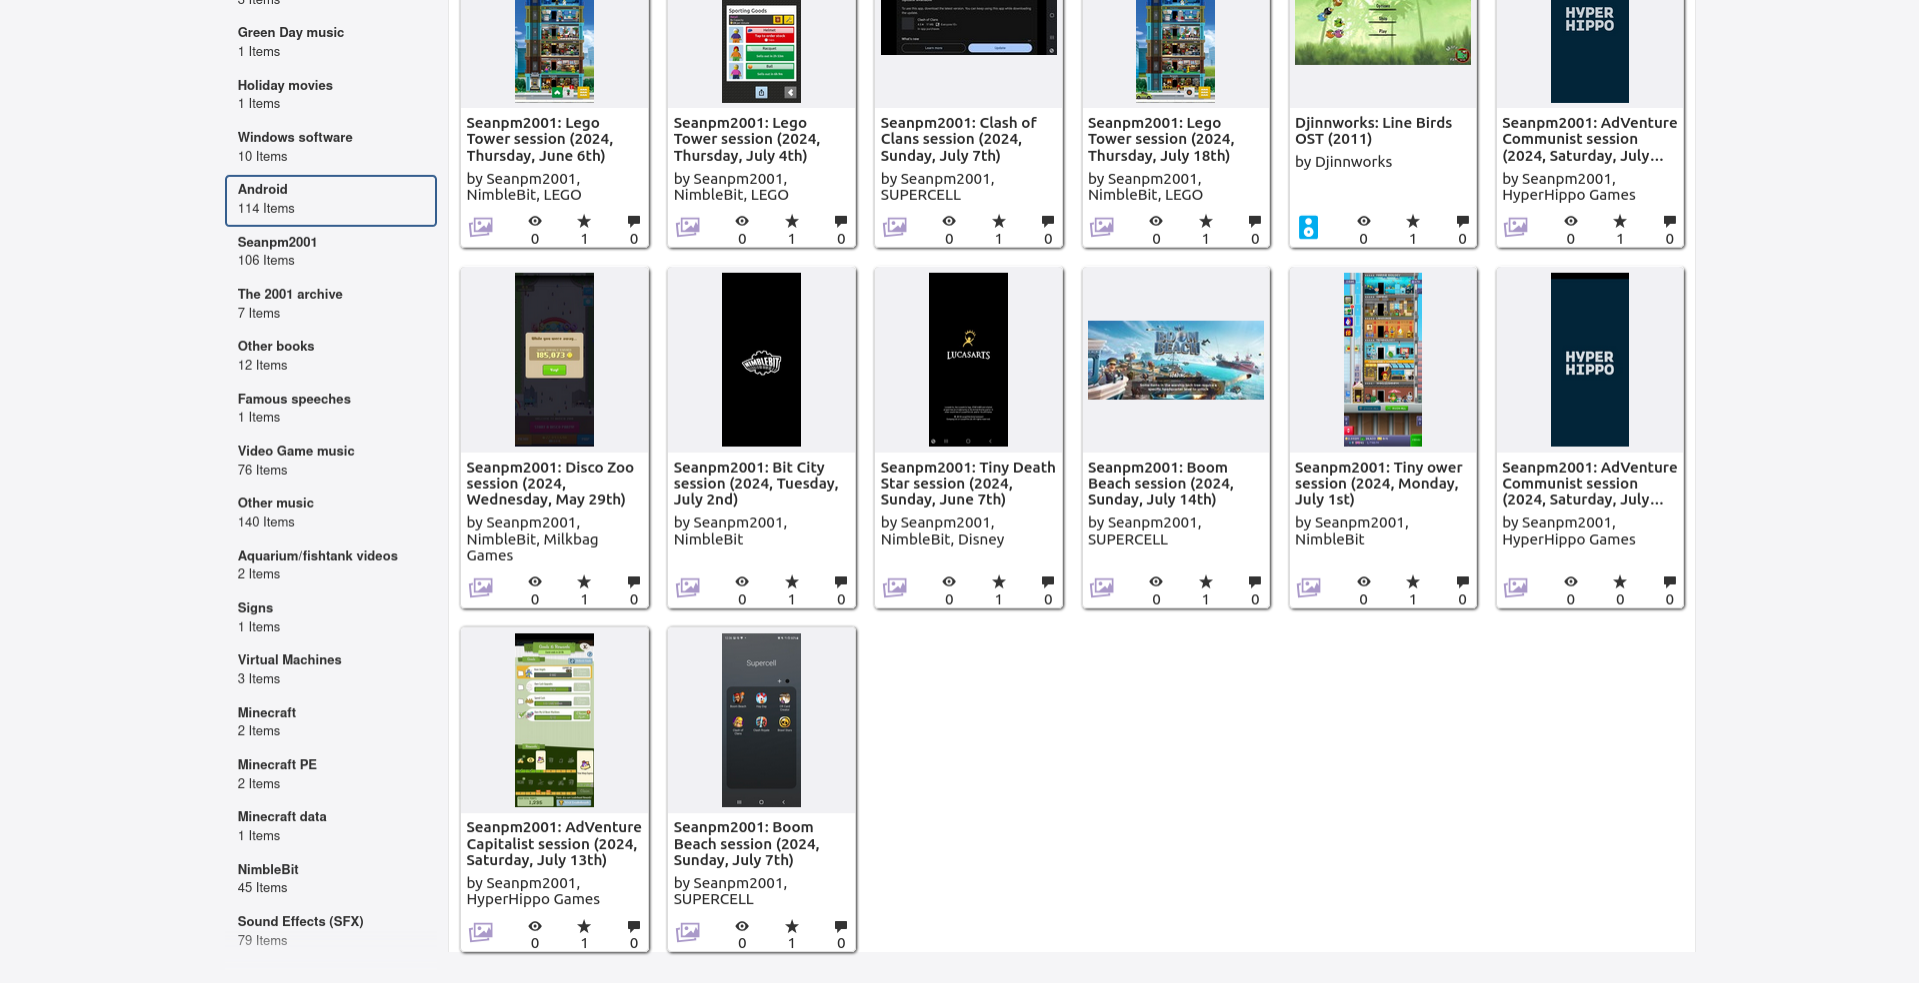 Green Day music
1 Items
Holiday movies
1 Items
Windows software
10 Items
Android
114 Items
Seanpm2001
106 Items
The 2001 archive
7 Items
Other books
12 Items
Famous speeches
1 Items
Video Game music
76 Items
Other music
140 Items
Aquarium/fishtank videos
2 Items
Signs
1 Items
Virtual Machines
3 Items
Minecraft
2 Items
Minecraft PE
2 Items
Minecraft data
1 Items
NimbleBit
45 Items
Sound Effects (SFX)
79 Items
Seanpm2001: Lego
Tower session (2024,
Thursday, June 6th)
by Seanpm2001,
NimbleBit, LEGO
0 1 0
Sporting Goods
Seanpm2001: Lego
Tower session (2024,
Thursday, July 4th)
by Seanpm2001,
NimbleBit, LEGO
0 1 0
Seanpm2001: Clash of
Clans session (2024,
Sunday, July 7th)
by Seanpm2001,
SUPERCELL
0 1 0
Seanpm2001: Lego
Tower session (2024,
Thursday, July 18th)
by Seanpm2001,
NimbleBit, LEGO
0 1 0
Djinnworks: Line Birds
OST (2011)
by Djinnworks
0 1 0
HYPER
HIPPO
Seanpm2001: AdVenture
Communist session
(2024, Saturday, July...
by Seanpm2001,
HyperHippo Games
0 1 0
While you were away...
185,073
Seanpm2001: Disco Zoo
session (2024,
Wednesday, May 29th)
by Seanpm2001,
NimbleBit, Milkbag
Games
0 1 0
NIMBLEBIT
Seanpm2001: Bit City
session (2024, Tuesday,
July 2nd)
by Seanpm2001,
NimbleBit
0 1 0
LUCASARTS
Seanpm2001: Tiny Death
Star session (2024,
Sunday, June 7th)
by Seanpm2001,
NimbleBit, Disney
0 1 0
BOOM
BEACH
Seanpm2001: Boom
Beach session (2024,
Sunday, July 14th)
by Seanpm2001,
SUPERCELL
0 1 0
Seanpm2001: Tiny ower
session (2024, Monday,
July 1st)
by Seanpm2001,
NimbleBit
0 1 0
HYPER
HIPPO
Seanpm2001: AdVenture
Communist session
(2024, Saturday, July...
by Seanpm2001,
HyperHippo Games
0 0 0
Seanpm2001: AdVenture
Capitalist session (2024,
Saturday, July 13th)
by Seanpm2001,
HyperHippo Games
0 1 0
Supercell
Seanpm2001: Boom
Beach session (2024,
Sunday, July 7th)
by Seanpm2001,
SUPERCELL
0 1 0